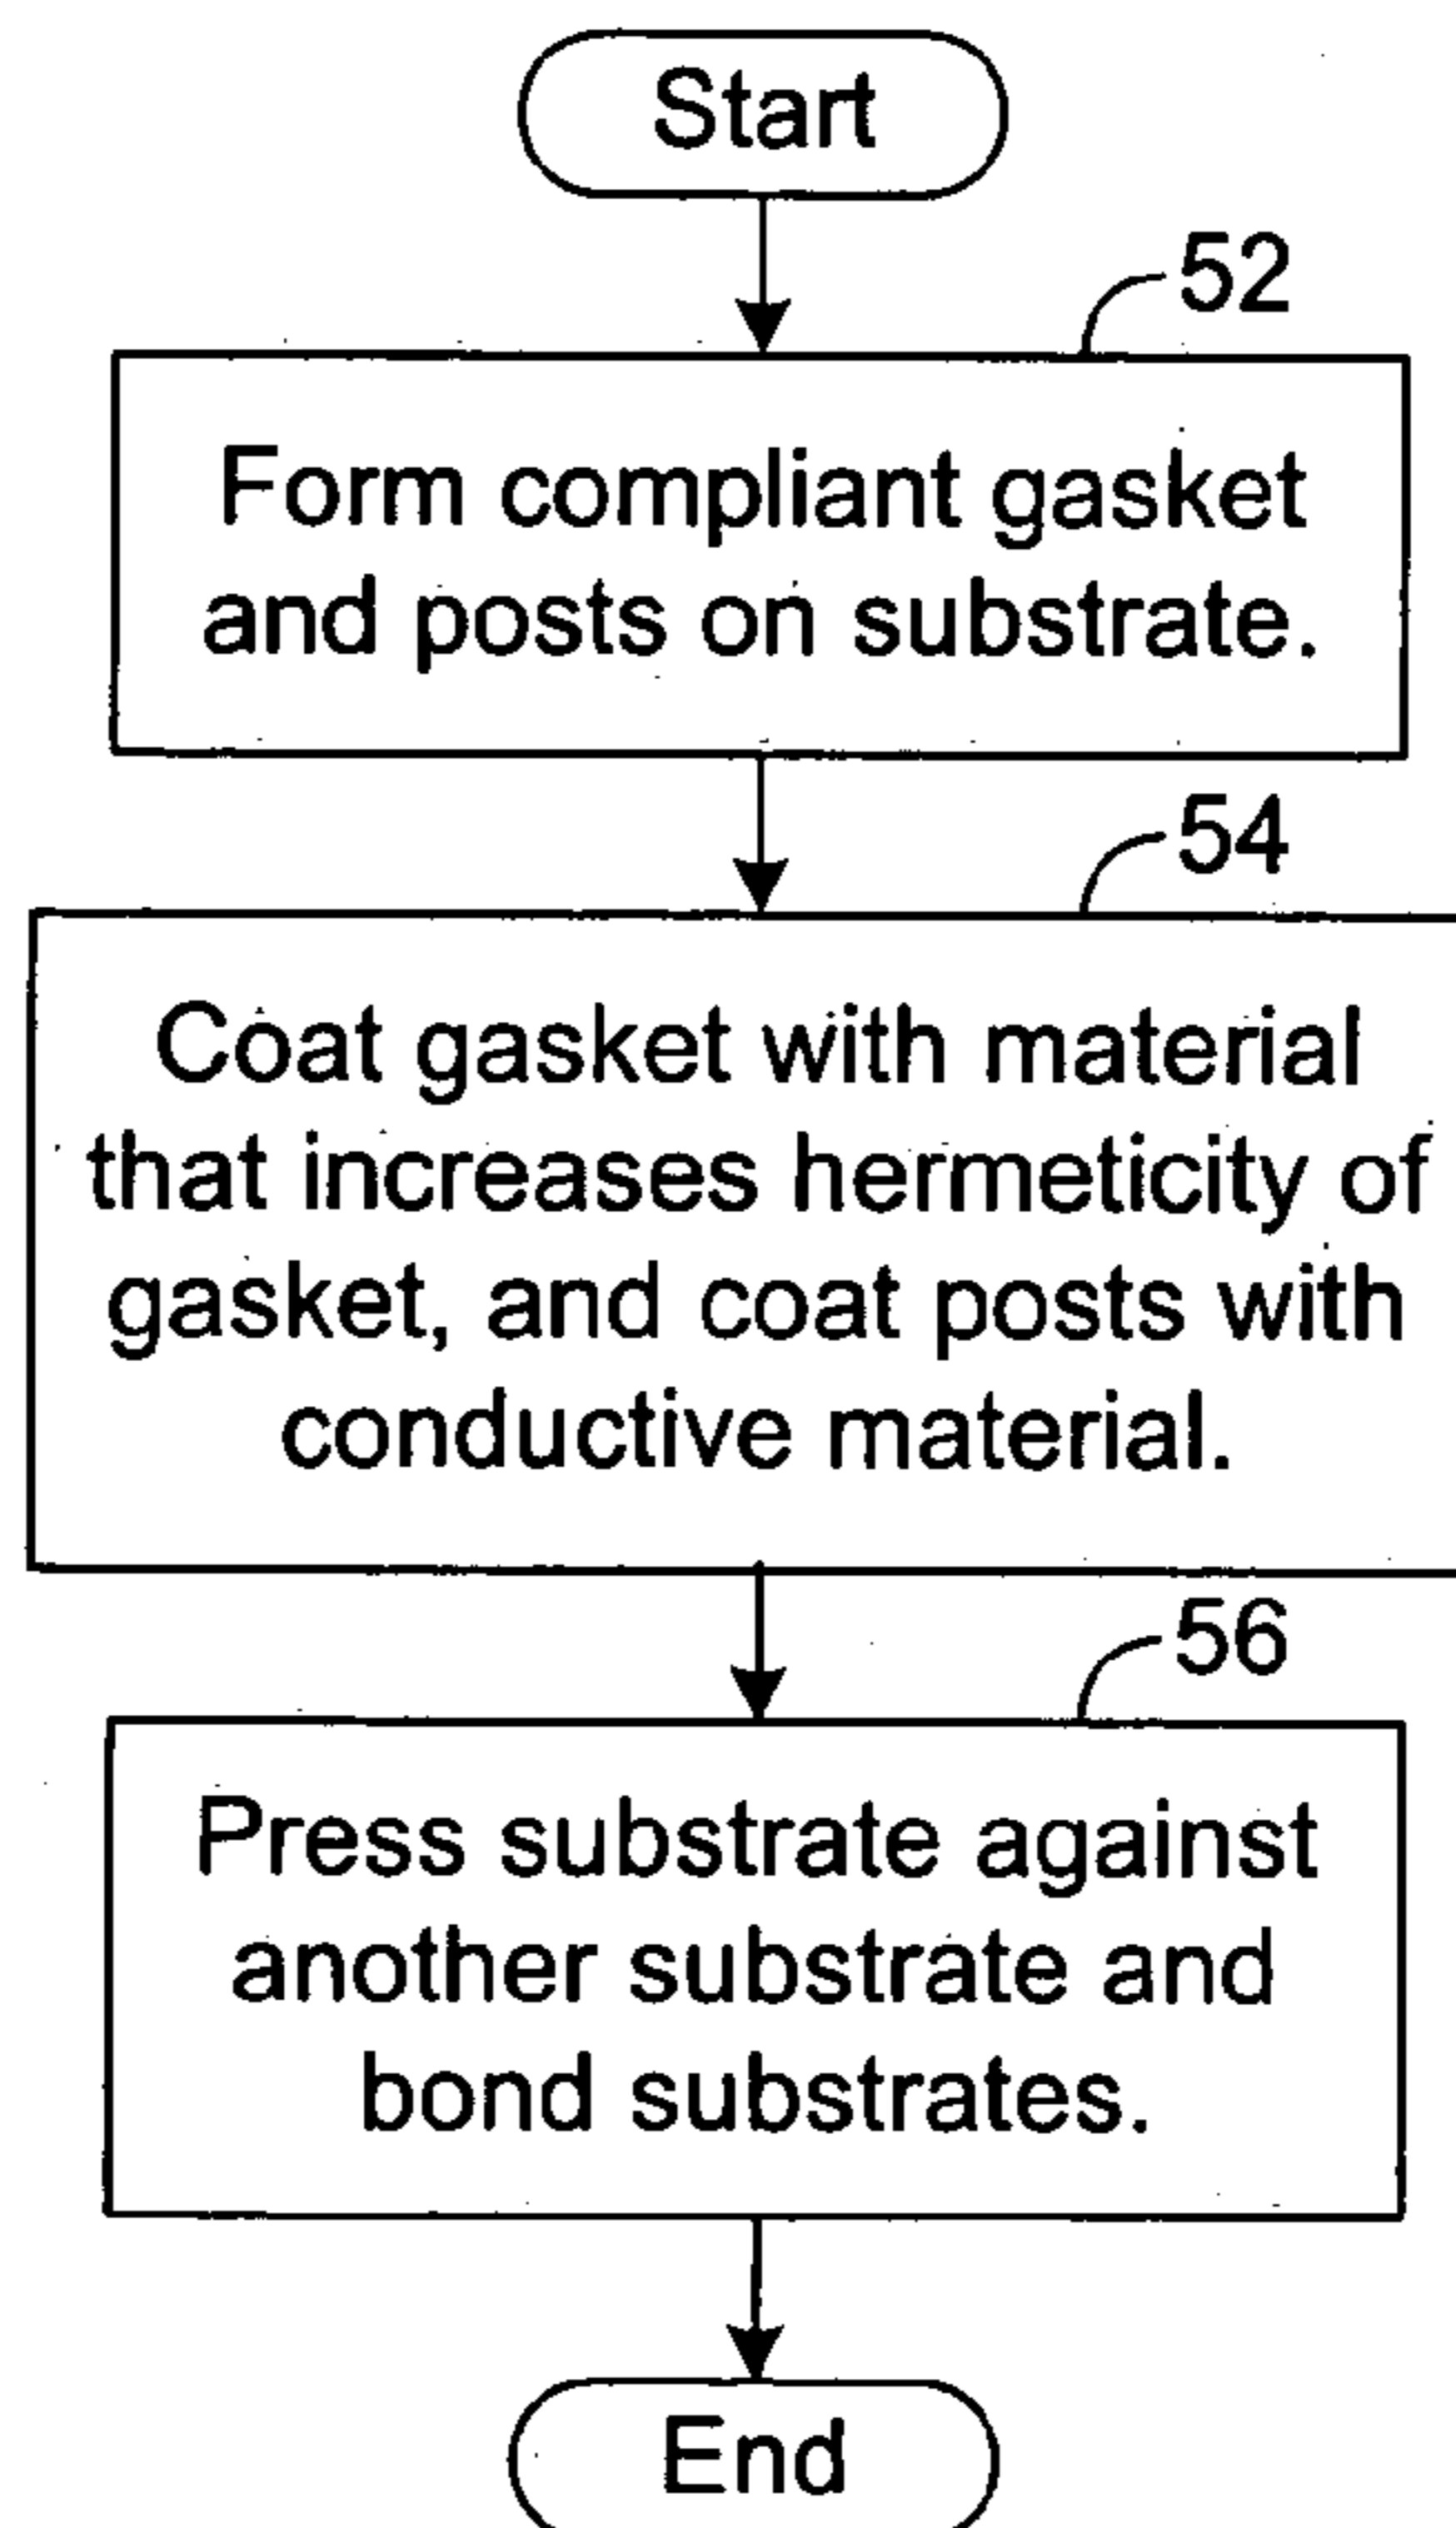 Start
52
Form compliant gasket
and posts on substrate.
54
Coat gasket with material
that increases hermeticity of
gasket, and coat posts with
conductive material.
56
Press substrate against
another substrate and
bond substrates.
End